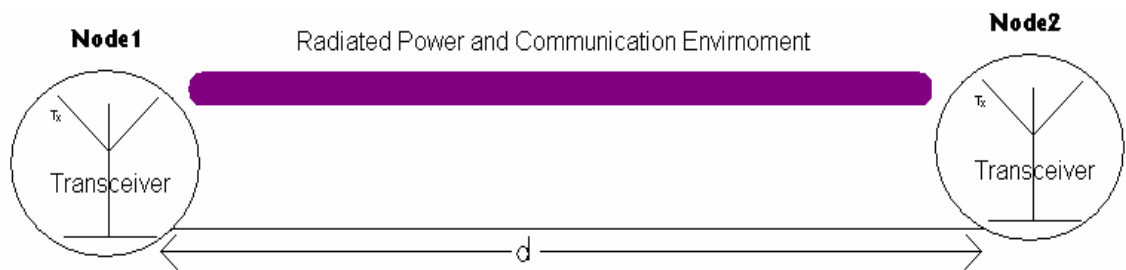 Node1
Radiated Power and Communication Envirnoment
Node2
Tx
Transceiver
Tx
Transceiver
d